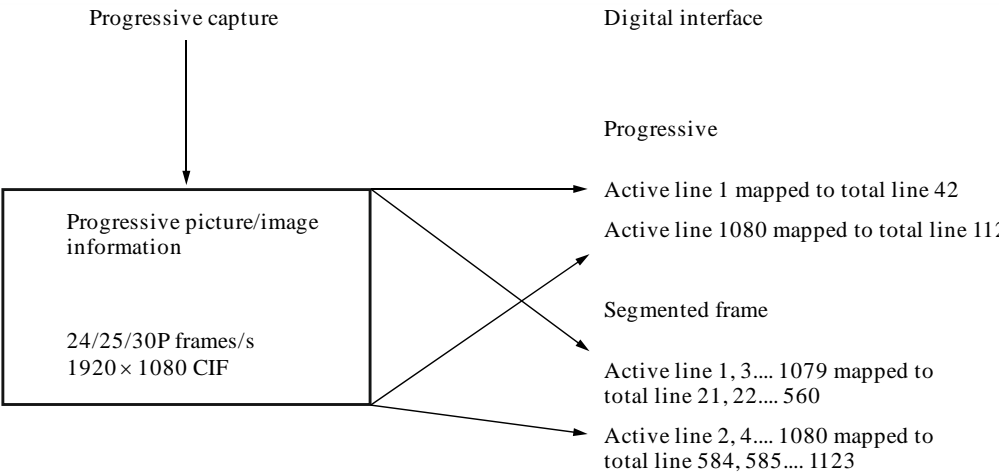 Progressive capture
Digital interface
Progressive
Active line 1 mapped to total line 42
Progressive picture/image
information
Active line 1080 mapped to total line
Segmented frame
24/25/30P frames/s
1920 × 1080 CIF
Active line 1, 3.... 1079 mapped to
total line 21, 22.... 560
Active line 2, 4.... 1080 mapped to
total line 584, 585.... 1123